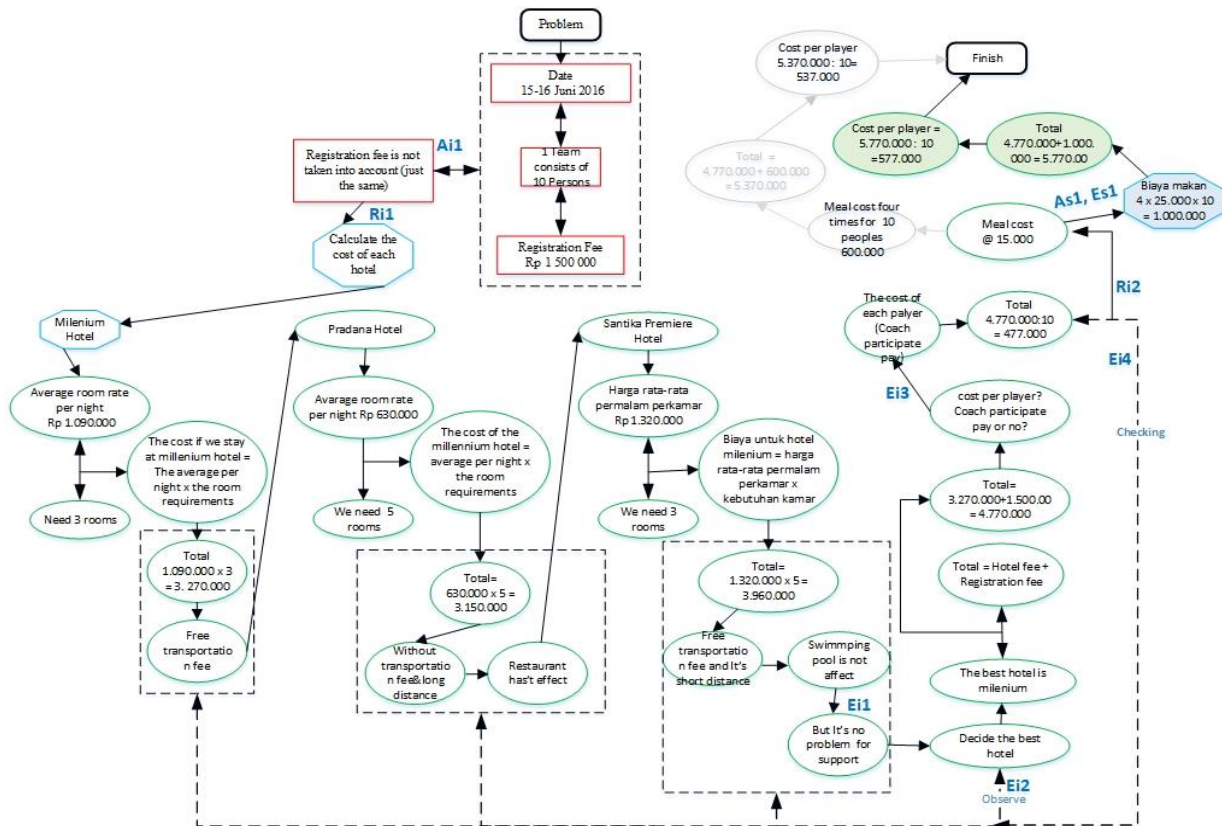 Problem
Date
15-16 Juni 2016
1 Team
consists of
10 Persons
Registration Fee
Rp 1 500 000
Ai1
Registration fee is not
taken into account (just
the same)
Ri1
Calculate the
cost of each
hotel
Milenium
Hotel
Average room rate
per night
Rp 1.090.000
The cost if we stay
at millenium hotel =
The average per
night x the room
requirements
Need 3 rooms
Total
1.090.000 x 3
= 3. 270.000
Free
transportatio
n fee
Pradana Hotel
Avarage room rate
per night Rp 630.000
The cost of the
millennium hotel =
average per night x
the room
requirements
We need 5
rooms
Total=
630.000 x 5 =
3.150.000
Without
transportatio
n fee&long
distance
Restaurant
has't effect
Santika Premiere
Hotel
Harga rata-rata
permalam perkamar
Rp 1.320.000
Biaya untuk hotel
milenium = harga
rata-rata permalam
perkamar x
kebutuhan kamar
We need 3
rooms
Total=
1.320.000 x 5 =
3.960.000
Free
transportatio
n fee and It's
short distance
Swimmping
pool is not
affect
Ei1
But It's no
problem for
support
Decide the best
hotel
Ei2
Observe
The best hotel is
milenium
Total = Hotel fee +
Registration fee
Total=
3.270.000+1.500.00
= 4.770.000
cost per player?
Coach participate
pay or no?
Ei3
The cost of
each palyer
(Coach
participate
pay)
Total
4.770.000:10
= 477.000
Ei4
Checking
Ri2
Meal cost
@ 15.000
As1, Es1
Biaya makan
4 x 25.000 x 10
= 1.000.000
Total
4.770.000+1.000.
000 = 5.770.00
Cost per player =
5.770.000 : 10
=577.000
Meal cost four
times for 10
peoples
600.000
Total =
4.770.000 + 600.000
= 5.370.000
Cost per player
5.370.000 : 10=
537.000
Finish